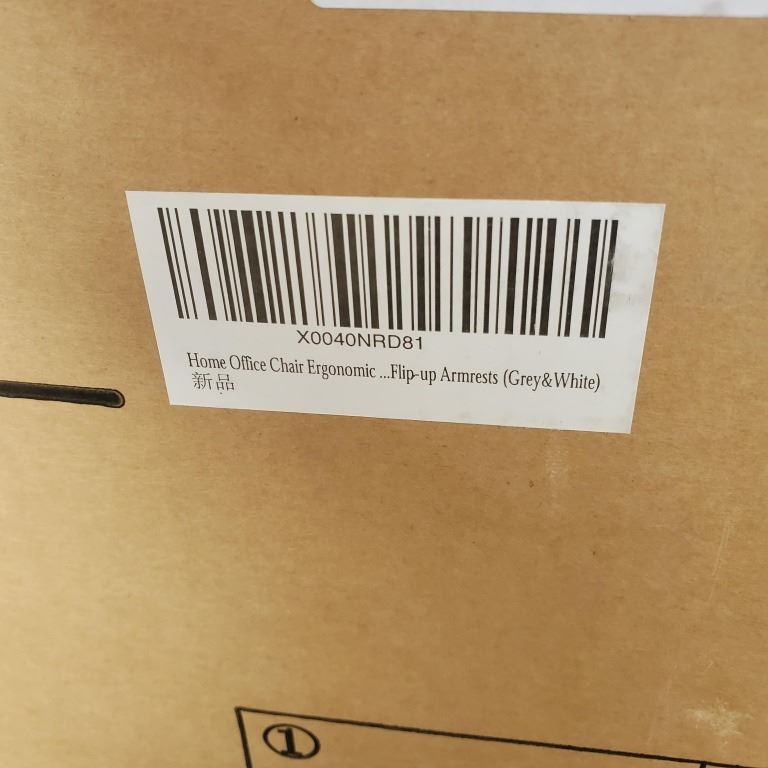 X0040NRD81
Home Office Chair Ergonomic ...Flip-up Armrests (Grey&White)
新品
①